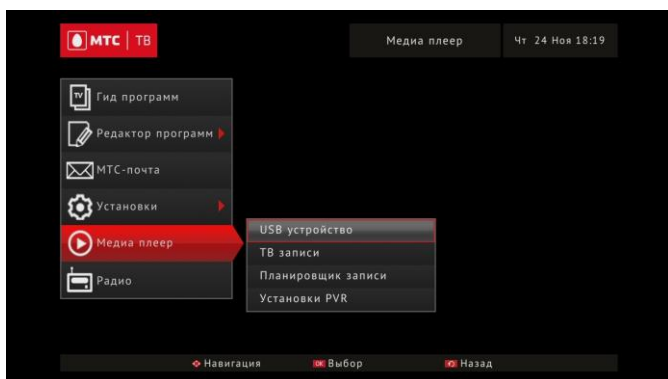 МТС | ТВ
Медиа плеер
Чт 24 Ноя 18:19
TV
Гид программ
Редактор программ
МТС-почта
Установки
Медиа плеер
Радио
USB устройство
ТВ записи
Планировщик записи
Установки PVR
Навигация
OK Выбор
Назад